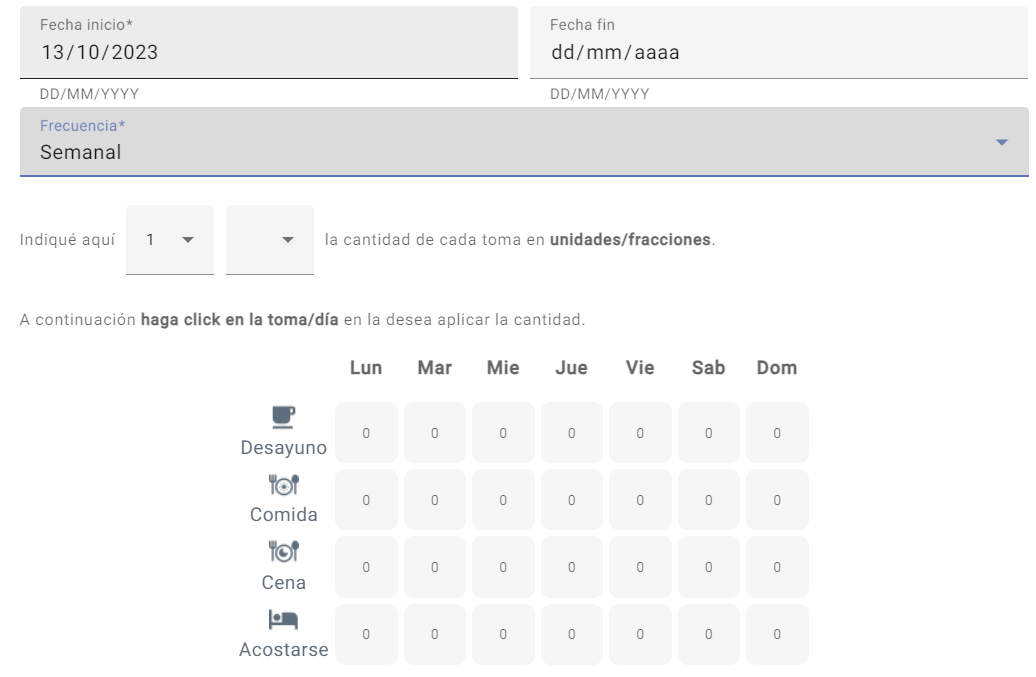 Fecha inicio* Fecha fin
13/10/2023 dd/mm/aaaa
DD/MM/YYYY DD/MM/YYYY
Frecuencia*
Semanal
Indiqué aquí 1 la cantidad de cada toma en unidades/fracciones.
A continuación haga click en la toma/día en la desea aplicar la cantidad.
Lun Mar Mie Jue Vie Sab Dom
Desayuno 0 0 0 0 0 0 0
Comida 0 0 0 0 0 0 0
Cena 0 0 0 0 0 0 0
Acostarse 0 0 0 0 0 0 0